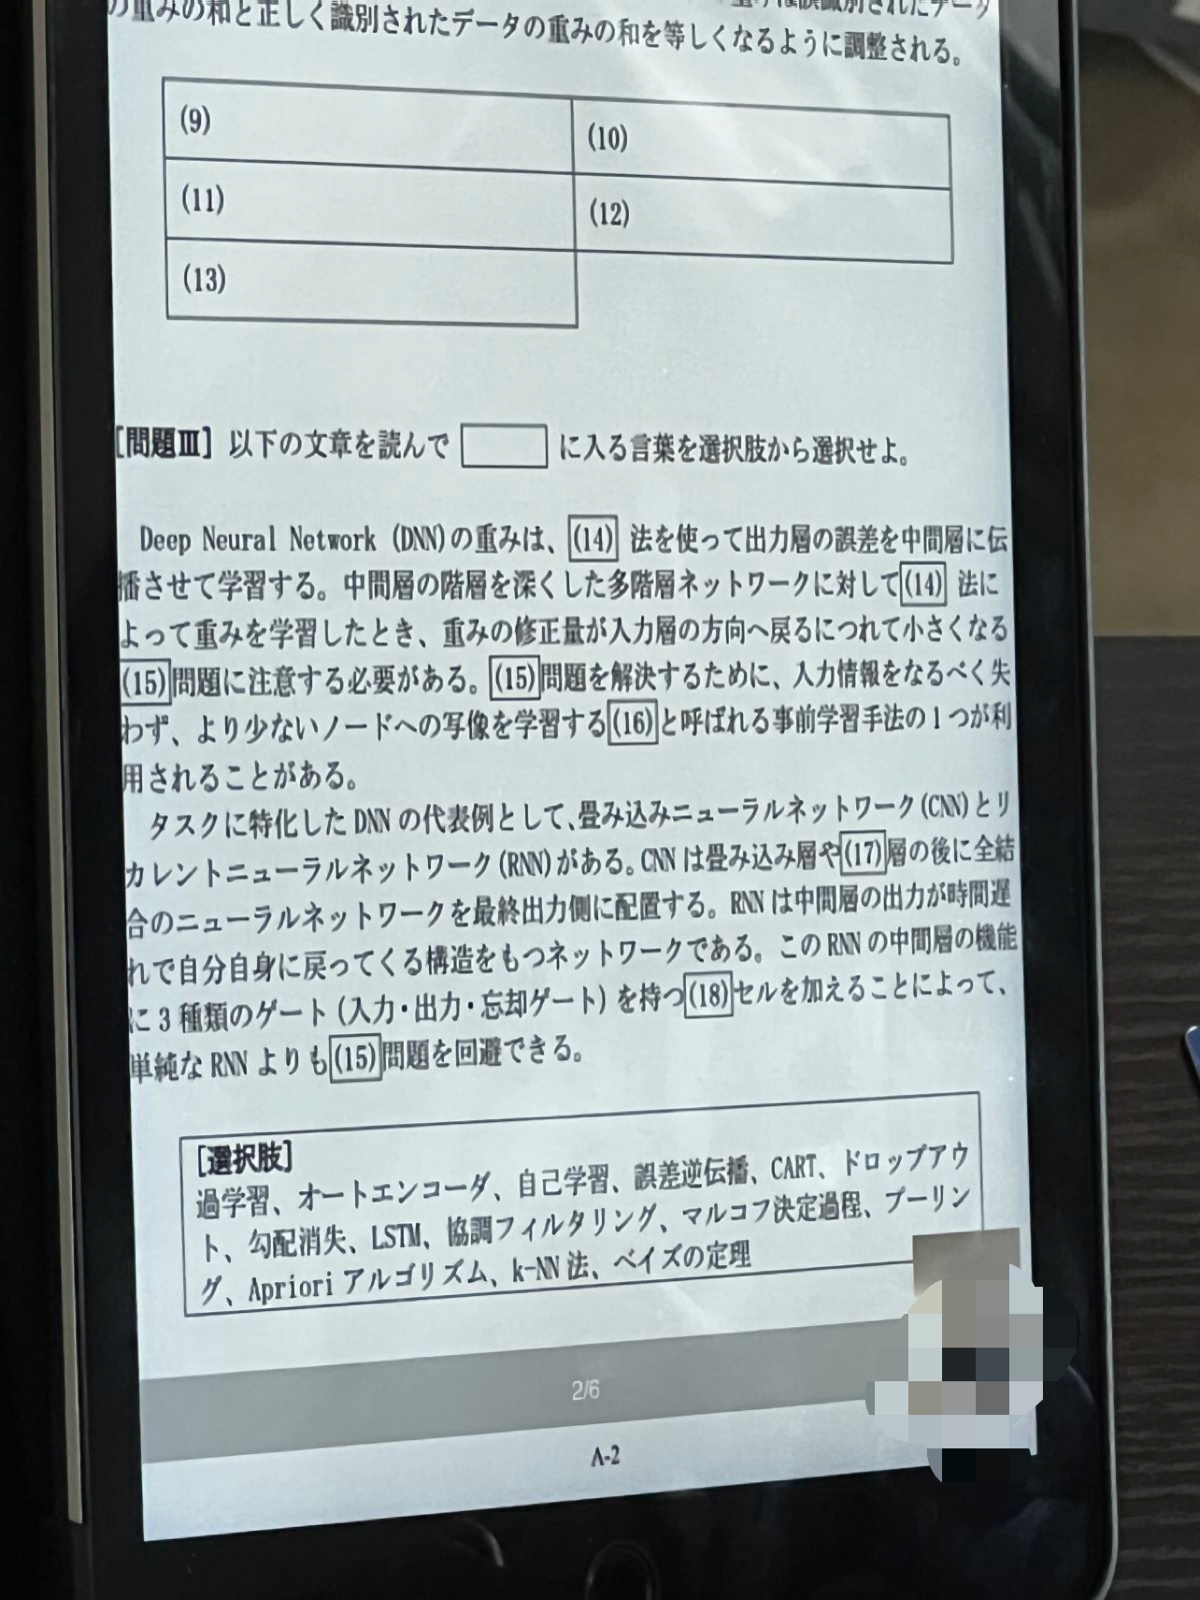 の重みの和と正しく識別されたデータの重みの和を等しくなるように調整される。
(9)
(10)
(11)
(12)
(13)
[問題Ⅲ] 以下の文章を読んで に入る言葉を選択肢から選択せよ。
Deep Neural Network (DNN)の重みは、(14) 法を使って出力層の誤差を中間層に伝
播させて学習する。中間層の階層を深くした多階層ネットワークに対して(14) 法に
よって重みを学習したとき、重みの修正量が入力層の方向へ戻るにつれて小さくなる
(15)問題に注意する必要がある。(15)問題を解決するために、入力情報をなるべく失
わず、より少ないノードへの写像を学習する(16)と呼ばれる事前学習手法の1つが利
用されることがある。
タスクに特化したDNNの代表例として、畳み込みニューラルネットワーク(CNN)とリ
カレントニューラルネットワーク(RNN)がある。CNNは畳み込み層や(17)層の後に全結
合のニューラルネットワークを最終出力側に配置する。RNNは中間層の出力が時間遅
れで自分自身に戻ってくる構造をもつネットワークである。このRNNの中間層の機能
に3種類のゲート(入力・出力・忘却ゲート)を持つ(18)セルを加えることによって、
単純なRNNよりも(15)問題を回避できる。
[選択肢]
過学習、オートエンコーダ、自己学習、誤差逆伝播、CART、ドロップアウ
ト、勾配消失、LSTM、協調フィルタリング、マルコフ決定過程、プーリン
グ、Aprioriアルゴリズム、k-NN法、ベイズの定理
2/6
A-2